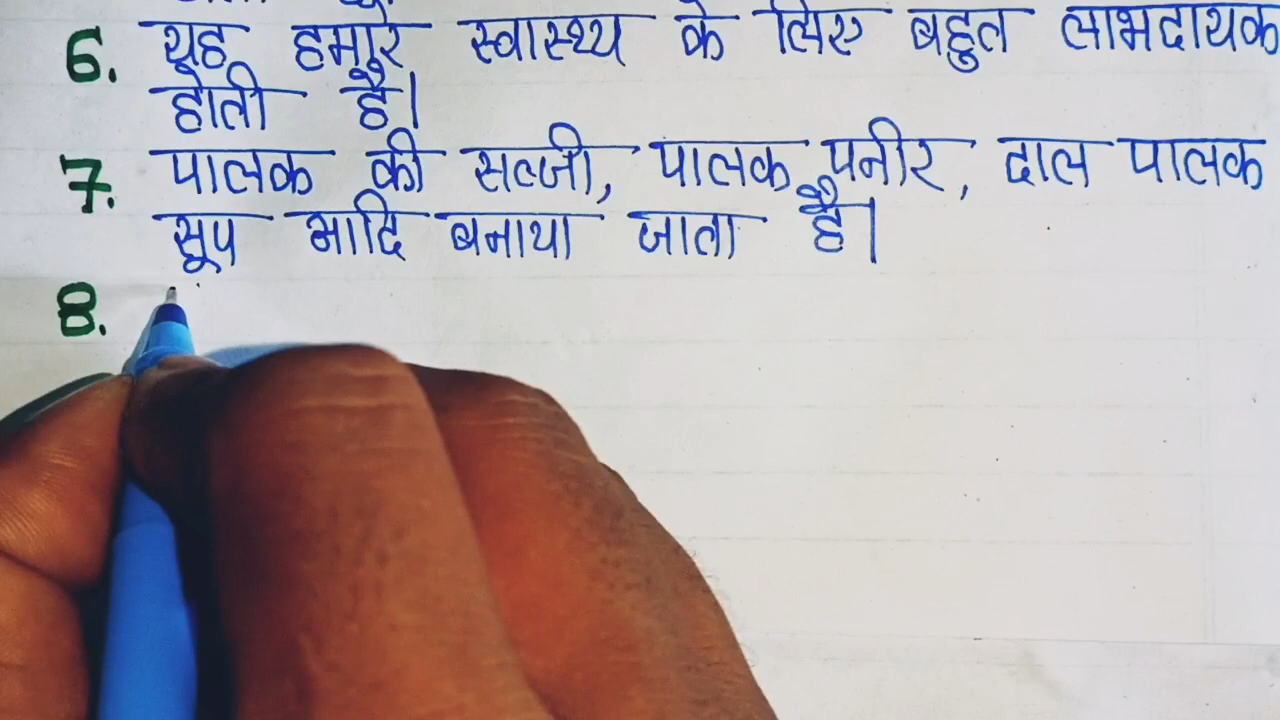 6. यह हमारे स्वास्थ्य के लिए बहुत लाभदायक
होती है।
7. पालक की सब्जी, पालक पनीर, दाल पालक
सूप आदि बनाया जाता है।
8.